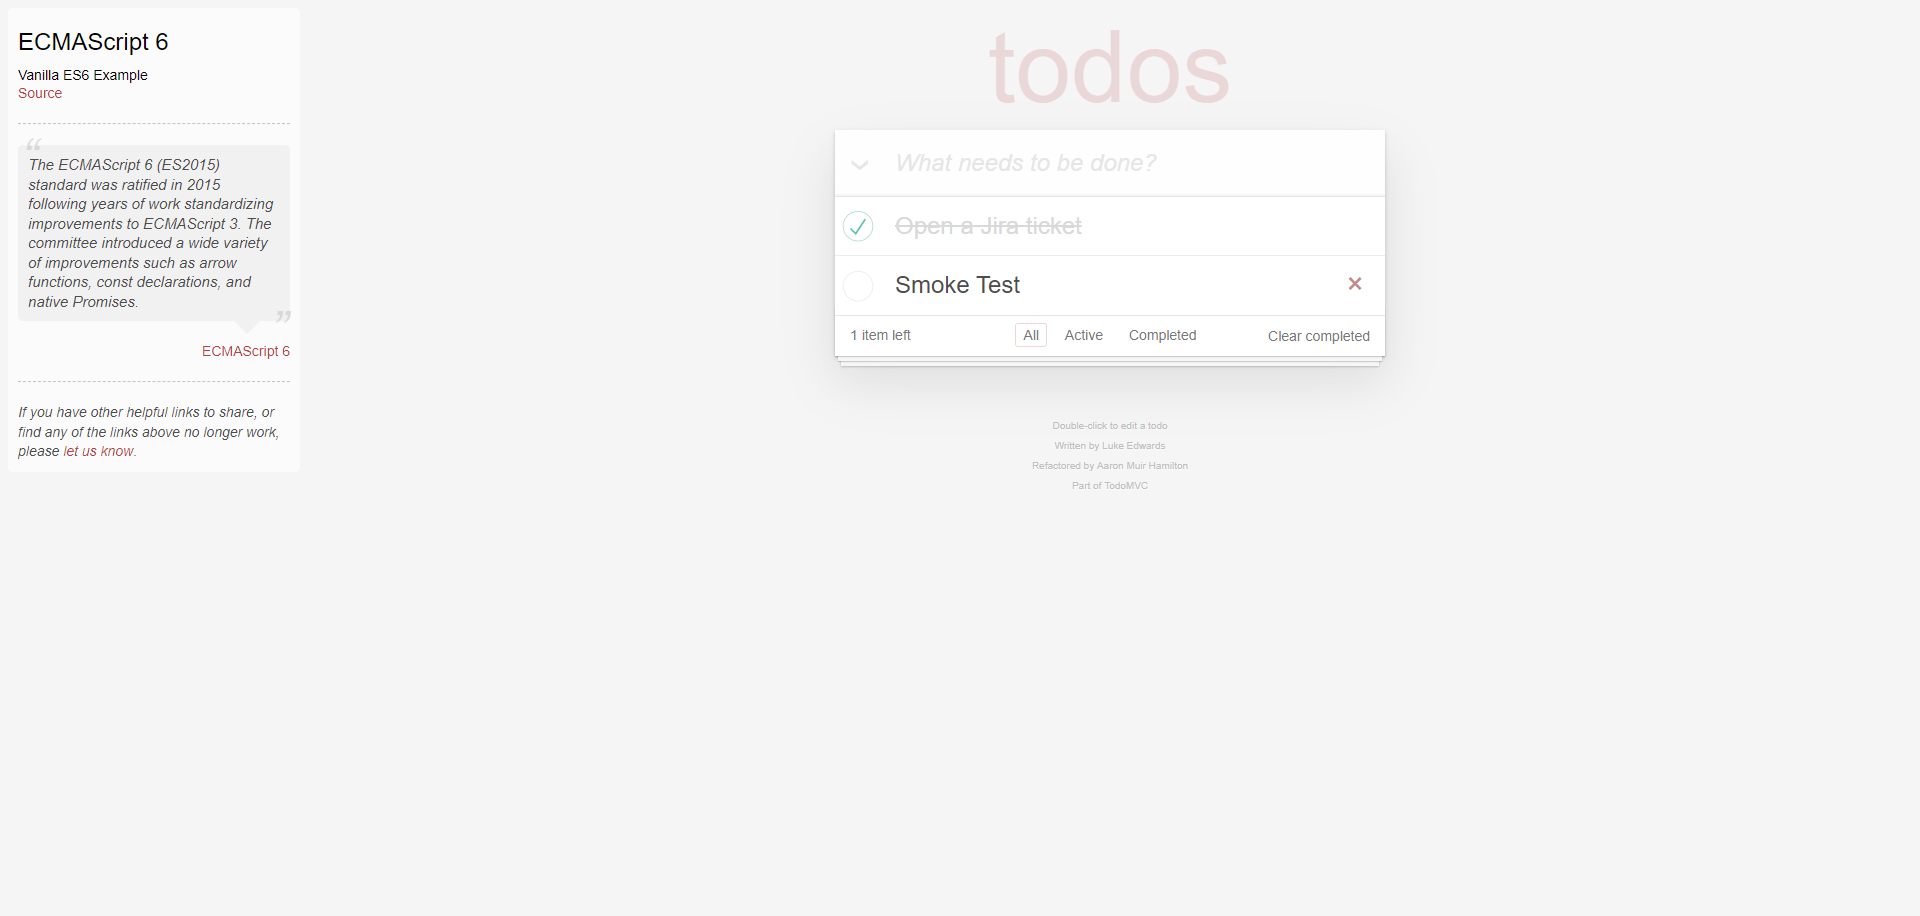 ECMAScript 6
Vanilla ES6 Example
Source
“
The ECMAScript 6 (ES2015)
standard was ratified in 2015
following years of work standardizing
improvements to ECMAScript 3. The
committee introduced a wide variety
of improvements such as arrow
functions, const declarations, and
native Promises.
”
ECMAScript 6
If you have other helpful links to share, or
find any of the links above no longer work,
please let us know.
todos
What needs to be done?
Open a Jira ticket
Smoke Test ×
1 item left All Active Completed Clear completed
Double-click to edit a todo
Written by Luke Edwards
Refactored by Aaron Muir Hamilton
Part of TodoMVC